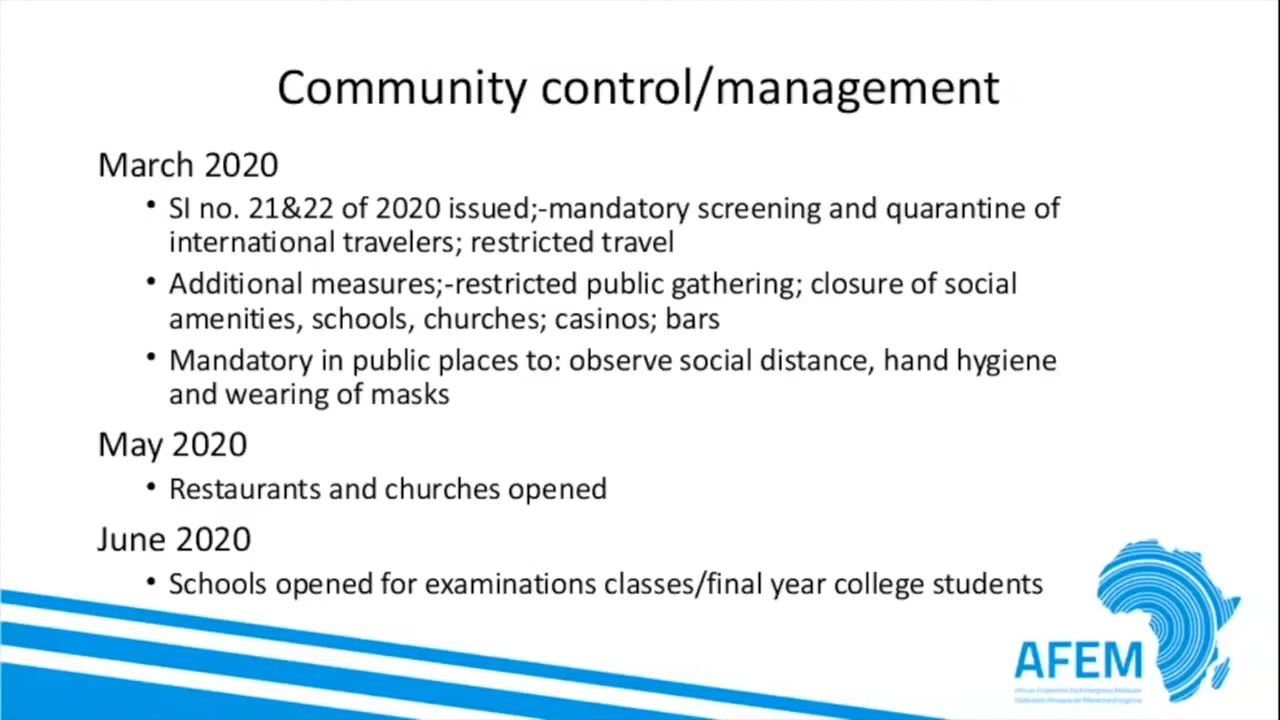 Community control/management
March 2020
• SI no. 21&22 of 2020 issued;-mandatory screening and quarantine of
international travelers; restricted travel
• Additional measures;-restricted public gathering; closure of social
amenities, schools, churches; casinos; bars
• Mandatory in public places to: observe social distance, hand hygiene
and wearing of masks
May 2020
• Restaurants and churches opened
June 2020
• Schools opened for examinations classes/final year college students
AFEM